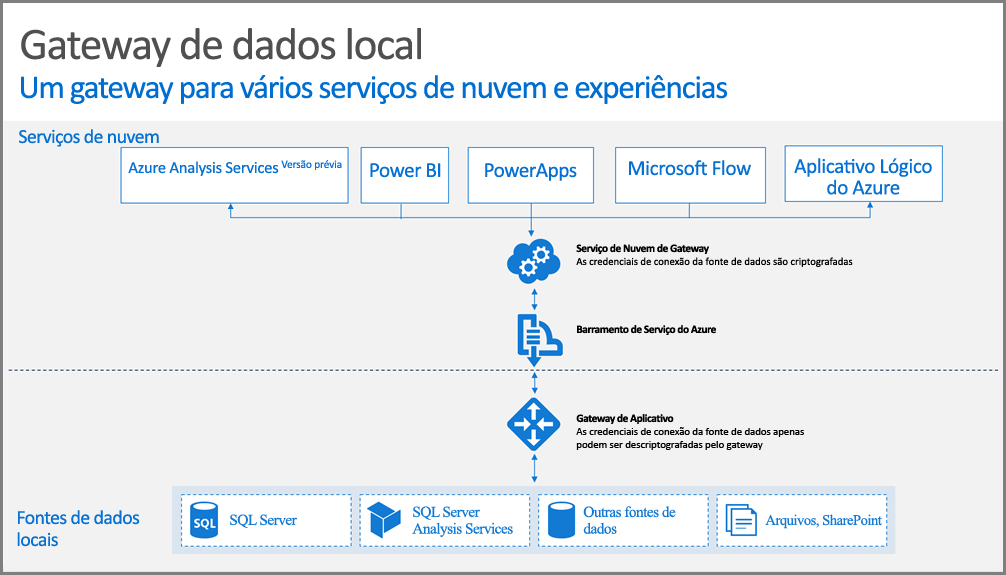 Gateway de dados local
Um gateway para vários serviços de nuvem e experiências
Serviços de nuvem
Azure Analysis Services Versão prévia
Power BI
PowerApps
Microsoft Flow
Aplicativo Lógico
do Azure
Serviço de Nuvem de Gateway
As credenciais de conexão da fonte de dados são criptografadas
Barramento de Serviço do Azure
Gateway de Aplicativo
As credenciais de conexão da fonte de dados apenas
podem ser descriptografadas pelo gateway
Fontes de dados
locais
SQL
SQL Server
SQL Server
Analysis Services
Outras fontes de
dados
Arquivos, SharePoint